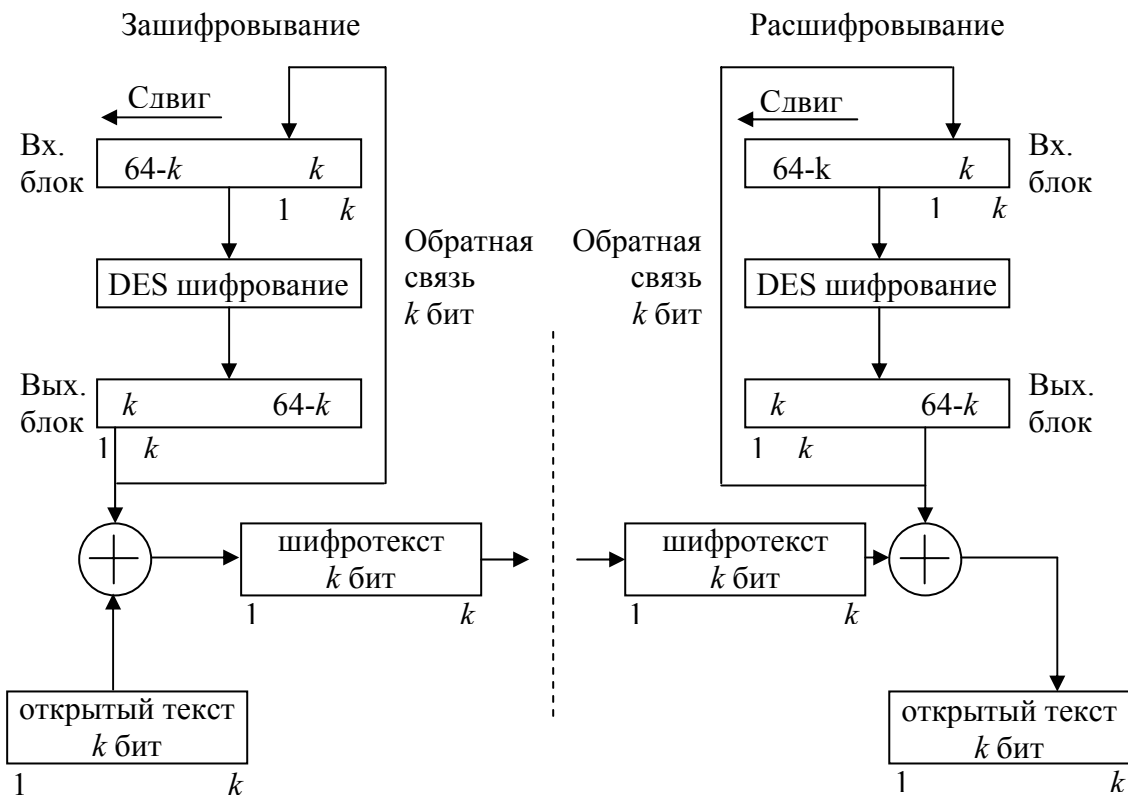 Зашифровывание
Сдвиг
Вх.
блок
64-k
k
1
k
DES шифрование
Обратная
связь
k бит
Вых.
блок
k
64-k
1
k
шифротекст
k бит
1
k
открытый текст
k бит
1
k
Расшифровывание
Сдвиг
64-k
k
Вх.
блок
1
k
Обратная
связь
k бит
DES шифрование
k
64-k
Вых.
блок
1
k
шифротекст
k бит
1
k
открытый текст
k бит
1
k